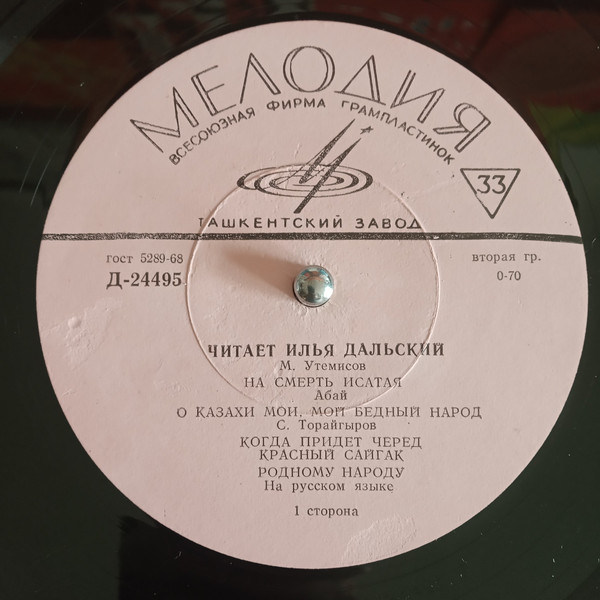 МЕЛОДИЯ
ВСЕСОЮЗНАЯ ФИРМА ГРАМПЛАСТИНОК
33
ТАШКЕНТСКИЙ ЗАВОД
гост 5289-68
Д-24495
вторая гр.
0-70
ЧИТАЕТ ИЛЬЯ ДАЛЬСКИЙ
М. Утемисов
НА СМЕРТЬ ИСАТАЯ
Абай
О КАЗАХИ МОИ, МОЙ БЕДНЫЙ НАРОД
С. Торайгыров
КОГДА ПРИДЕТ ЧЕРЕД
КРАСНЫЙ САЙГАК
РОДНОМУ НАРОДУ
На русском языке
1 сторона